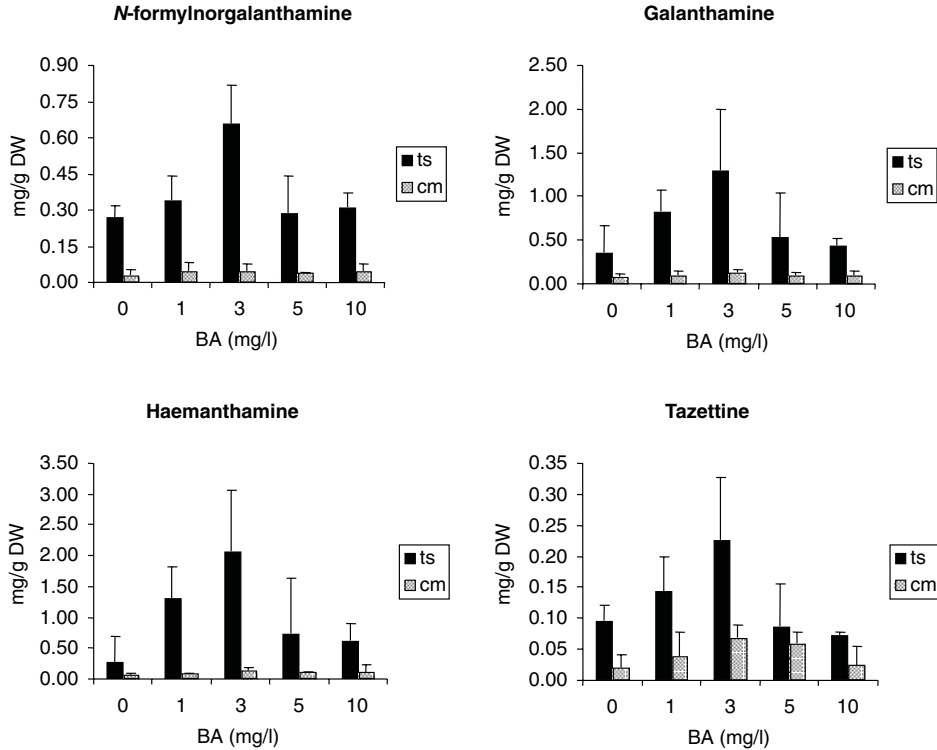 N-formylnorgalanthamine
0.90
0.75
0.60
0.45
0.30
0.15
0.00
mg/g DW
0 1 3 5 10
BA (mg/l)
ts
cm
Galanthamine
2.50
2.00
1.50
1.00
0.50
0.00
mg/g DW
0 1 3 5 10
BA (mg/l)
ts
cm
Haemanthamine
3.50
3.00
2.50
2.00
1.50
1.00
0.50
0.00
mg/g DW
0 1 3 5 10
BA (mg/l)
ts
cm
Tazettine
0.35
0.30
0.25
0.20
0.15
0.10
0.05
0.00
mg/g DW
0 1 3 5 10
BA (mg/l)
ts
cm